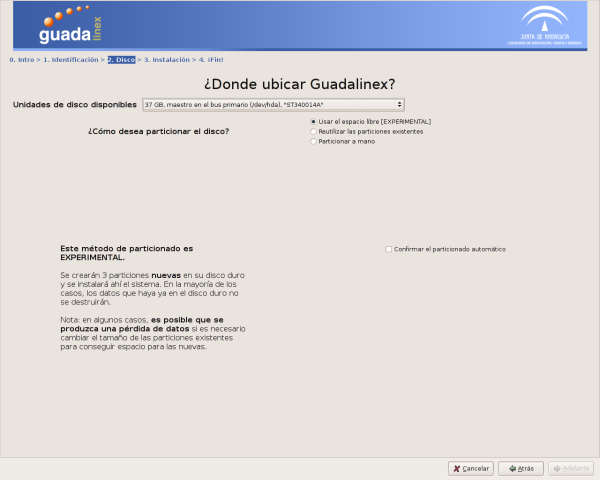 guadalinex
JUNTA DE ANDALUCIA
CONSEJERÍA DE INNOVACIÓN, CIENCIA Y EMPRESA
0. Intro > 1. Identificación > 2. Disco > 3. Instalación > 4. ¡Fin!
¿Donde ubicar Guadalinex?
Unidades de disco disponibles 37 GB, maestro en el bus primario (/dev/hda), "ST340014A"
¿Cómo desea particionar el disco?
Usar el espacio libre [EXPERIMENTAL]
Reutilizar las particiones existentes
Particionar a mano
Este método de particionado es
EXPERIMENTAL.
Confirmar el particionado automático
Se crearán 3 particiones nuevas en su disco duro
y se instalará ahí el sistema. En la mayoría de los
casos, los datos que haya ya en el disco duro no
se destruirán.
Nota: en algunos casos, es posible que se
produzca una pérdida de datos si es necesario
cambiar el tamaño de las particiones existentes
para conseguir espacio para las nuevas.
Cancelar Atrás Adelante